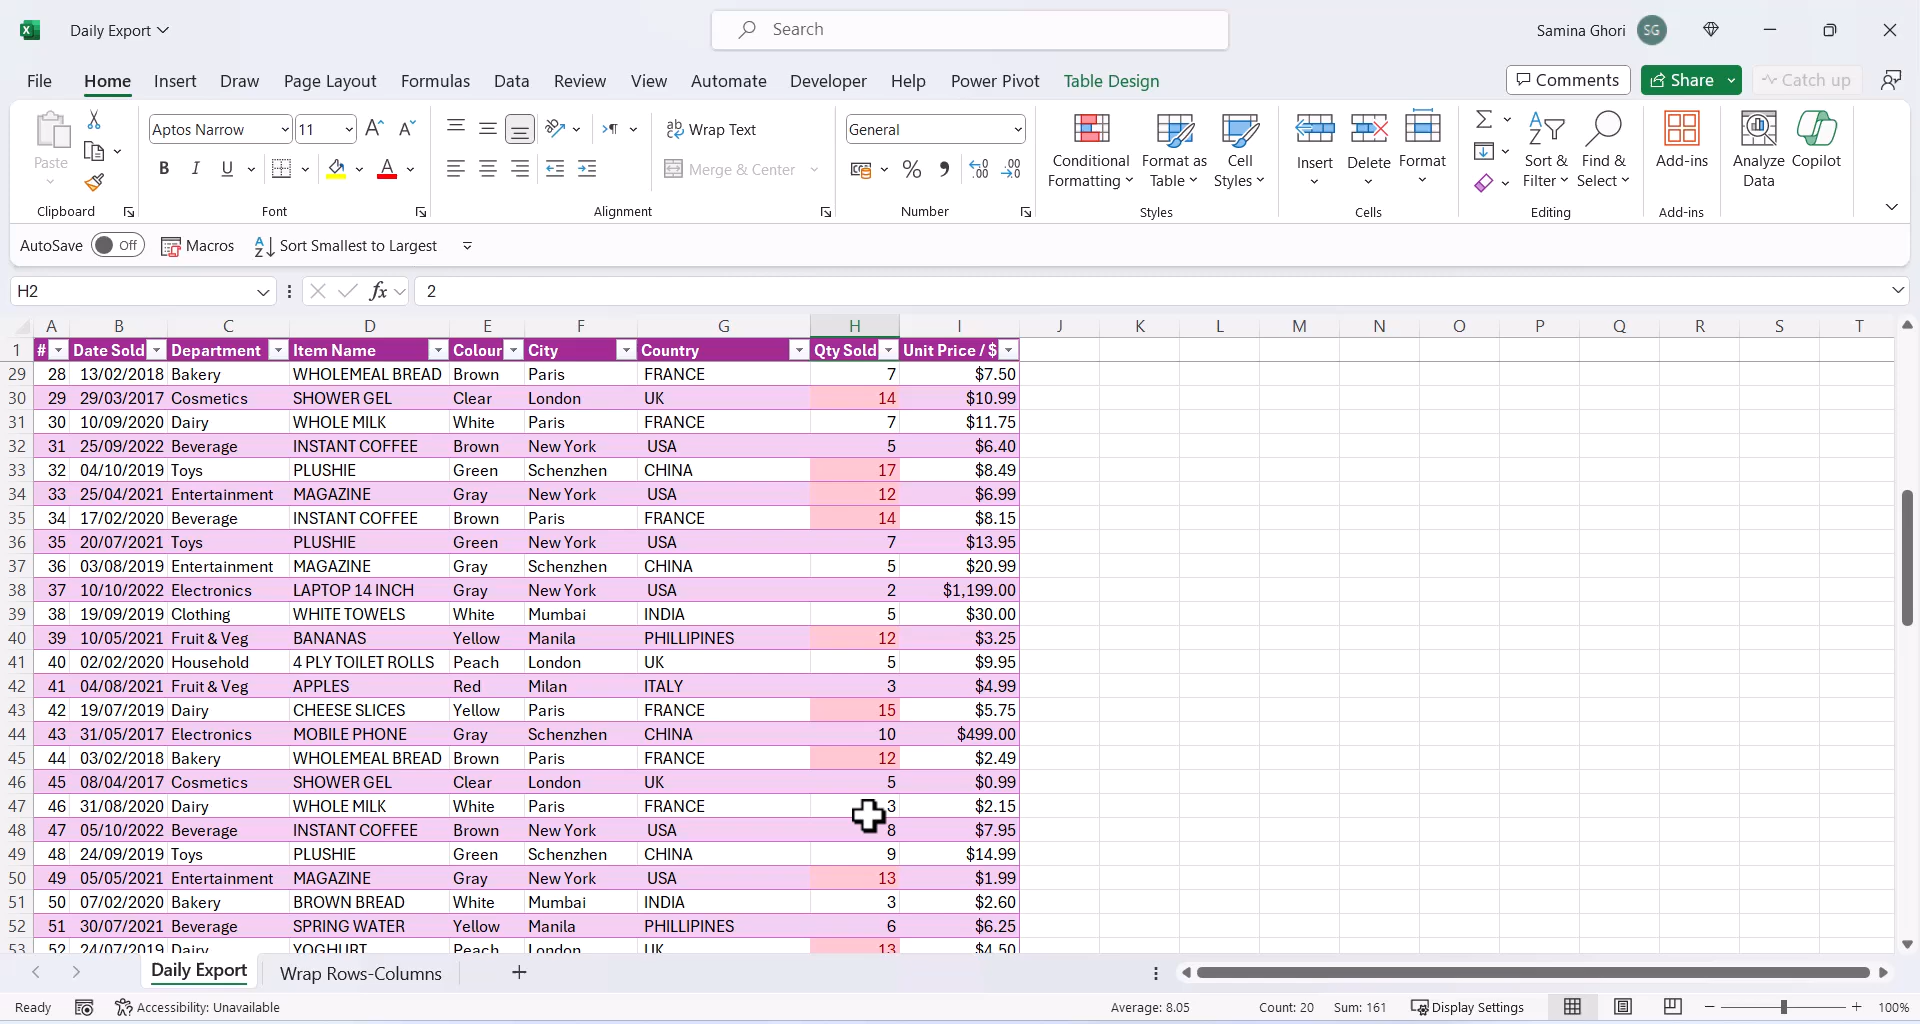 Daily Export
Search
Samina Ghori SG
File Home Insert Draw Page Layout Formulas Data Review View Automate Developer Help Power Pivot Table Design Comments Share Catch up
Paste
Aptos Narrow 11
Wrap Text
General
B I U
Merge & Center
Conditional Formatting
Format as Table
Cell Styles
Insert
Delete
Format
Sort & Filter
Find & Select
Add-ins
Analyze Data
Copilot
Clipboard Font Alignment Number Styles Cells Editing Add-ins
AutoSave Off Macros Sort Smallest to Largest
H2 fx 2
A B C D E F G H I J K L M N O P Q R S T
1 # Date Sold Department Item Name Colour City Country Qty Sold Unit Price / $
29 28 13/02/2018 Bakery WHOLEMEAL BREAD Brown Paris FRANCE 7 $7.50
30 29 29/03/2017 Cosmetics SHOWER GEL Clear London UK 14 $10.99
31 30 10/09/2020 Dairy WHOLE MILK White Paris FRANCE 7 $11.75
32 31 25/09/2022 Beverage INSTANT COFFEE Brown New York USA 5 $6.40
33 32 04/10/2019 Toys PLUSHIE Green Schenzhen CHINA 17 $8.49
34 33 25/04/2021 Entertainment MAGAZINE Gray New York USA 12 $6.99
35 34 17/02/2020 Beverage INSTANT COFFEE Brown Paris FRANCE 14 $8.15
36 35 20/07/2021 Toys PLUSHIE Green New York USA 7 $13.95
37 36 03/08/2019 Entertainment MAGAZINE Gray Schenzhen CHINA 5 $20.99
38 37 10/10/2022 Electronics LAPTOP 14 INCH Gray New York USA 2 $1,199.00
39 38 19/09/2019 Clothing WHITE TOWELS White Mumbai INDIA 5 $30.00
40 39 10/05/2021 Fruit & Veg BANANAS Yellow Manila PHILLIPINES 12 $3.25
41 40 02/02/2020 Household 4 PLY TOILET ROLLS Peach London UK 5 $9.95
42 41 04/08/2021 Fruit & Veg APPLES Red Milan ITALY 3 $4.99
43 42 19/07/2019 Dairy CHEESE SLICES Yellow Paris FRANCE 15 $5.75
44 43 31/05/2017 Electronics MOBILE PHONE Gray Schenzhen CHINA 10 $499.00
45 44 03/02/2018 Bakery WHOLEMEAL BREAD Brown Paris FRANCE 12 $2.49
46 45 08/04/2017 Cosmetics SHOWER GEL Clear London UK 5 $0.99
47 46 31/08/2020 Dairy WHOLE MILK White Paris FRANCE 3 $2.15
48 47 05/10/2022 Beverage INSTANT COFFEE Brown New York USA 8 $7.95
49 48 24/09/2019 Toys PLUSHIE Green Schenzhen CHINA 9 $14.99
50 49 05/05/2021 Entertainment MAGAZINE Gray New York USA 13 $1.99
51 50 07/02/2020 Bakery BROWN BREAD White Mumbai INDIA 3 $2.60
52 51 30/07/2021 Beverage SPRING WATER Yellow Manila PHILLIPINES 6 $6.25
53 52 24/07/2019 Dairy YOGHURT Peach London UK 13 $4.50
Daily Export Wrap Rows-Columns
Ready Accessibility: Unavailable Average: 8.05 Count: 20 Sum: 161 Display Settings 100%